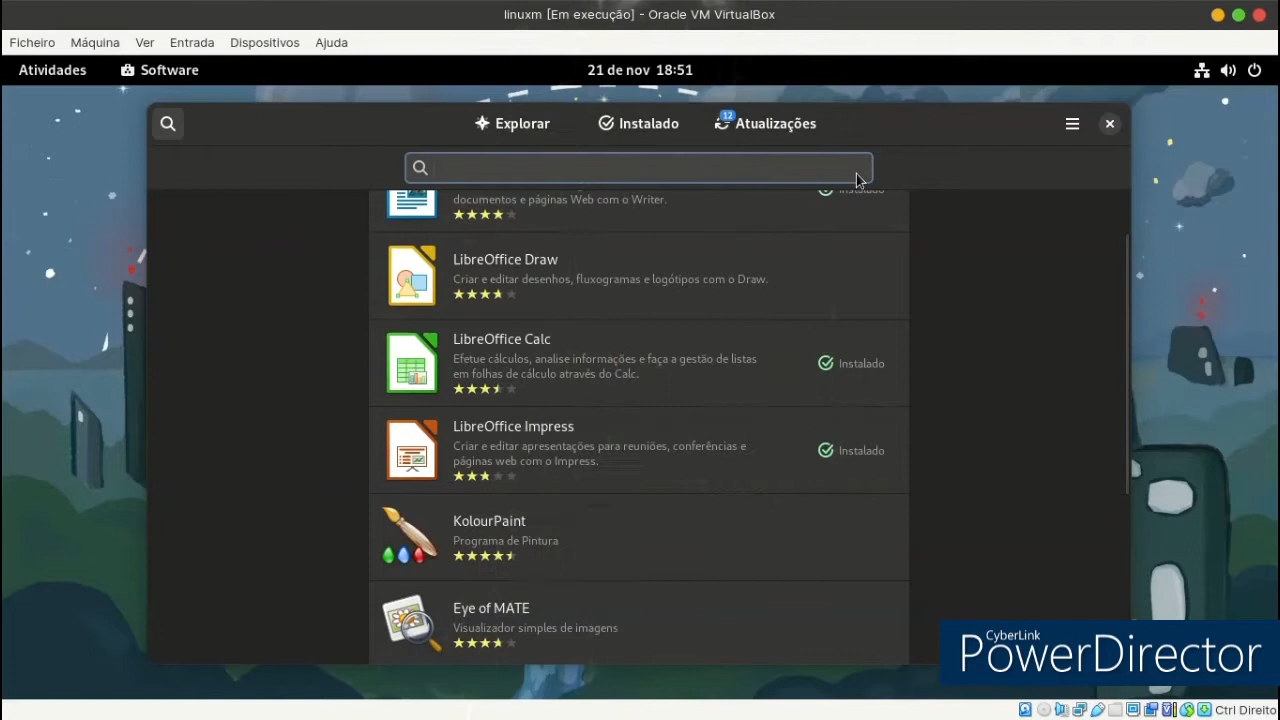 linuxm [Em execução] - Oracle VM VirtualBox
Ficheiro Máquina Ver Entrada Dispositivos Ajuda
Atividades Software 21 de nov 18:51
Explorar Instalado 12 Atualizações
documentos e páginas Web com o Writer.
Instalado
LibreOffice Draw
Criar e editar desenhos, fluxogramas e logótipos com o Draw.
LibreOffice Calc
Efetue cálculos, analise informações e faça a gestão de listas
em folhas de cálculo através do Calc.
Instalado
LibreOffice Impress
Criar e editar apresentações para reuniões, conferências e
páginas web com o Impress.
Instalado
KolourPaint
Programa de Pintura
Eye of MATE
Visualizador simples de imagens
CyberLink
PowerDirector
Ctrl Direito